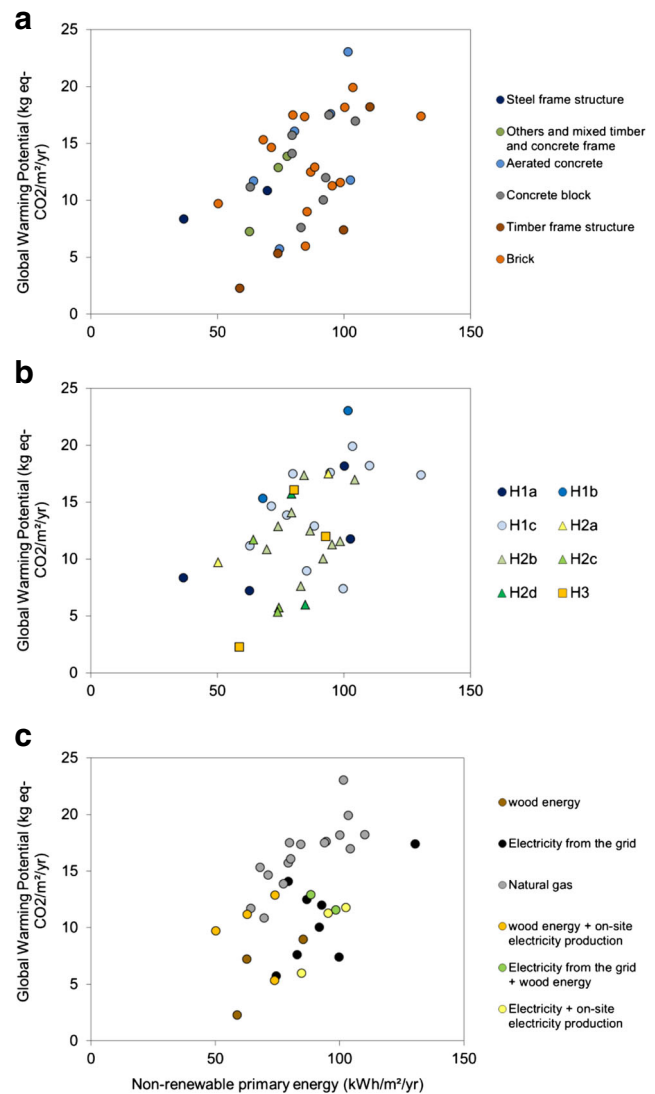 a
25
20
15
10
5
0
0
50
100
150
Global Warming Potential (kg eq-
CO2/m²/yr)
Steel frame structure
Others and mixed timber
and concrete frame
Aerated concrete
Concrete block
Timber frame structure
Brick
b
25
20
15
10
5
0
0
50
100
150
Global Warming Potential (kg eq-
CO2/m²/yr)
H1a
H1b
H1c
H2a
H2b
H2c
H2d
H3
c
25
20
15
10
5
0
0
50
100
150
Global Warming Potential (kg eq-
CO2/m²/yr)
Non-renewable primary energy (kWh/m²/yr)
wood energy
Electricity from the grid
Natural gas
wood energy + on-site
electricity production
Electricity from the grid
+ wood energy
Electricity + on-site
electricity production